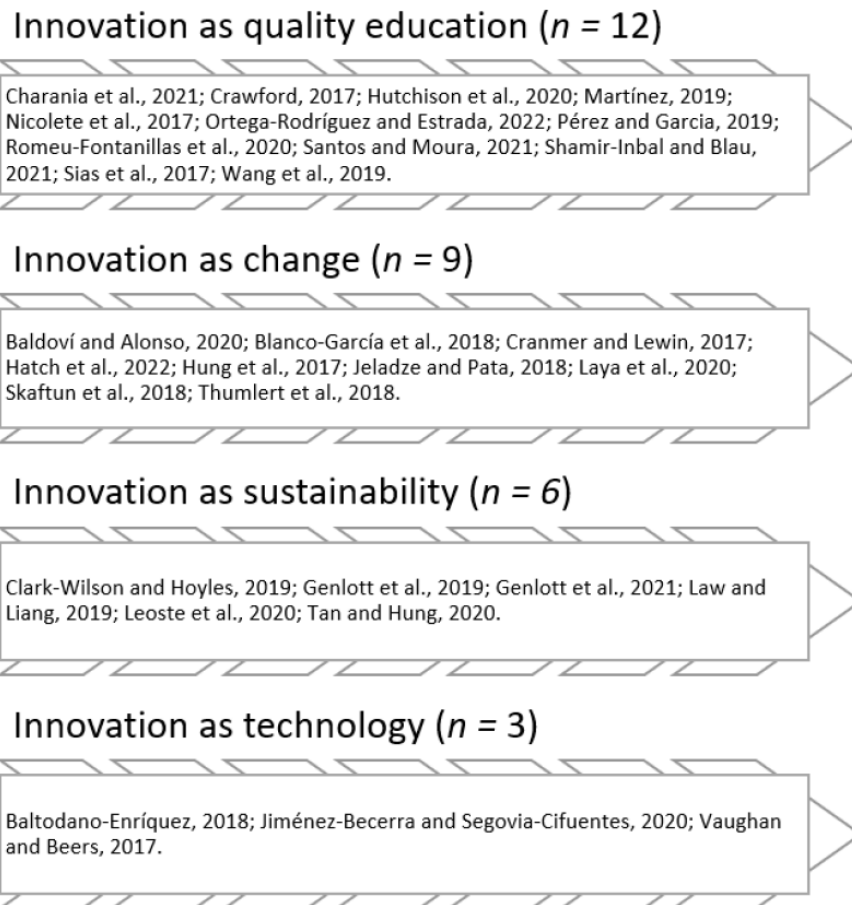 Innovation as quality education (n = 12)
Charania et al., 2021; Crawford, 2017; Hutchison et al., 2020; Martínez, 2019;
Nicolete et al., 2017; Ortega-Rodríguez and Estrada, 2022; Pérez and Garcia, 2019;
Romeu-Fontanillas et al., 2020; Santos and Moura, 2021; Shamir-Inbal and Blau,
2021; Sias et al., 2017; Wang et al., 2019.
Innovation as change (n = 9)
Baldoví and Alonso, 2020; Blanco-García et al., 2018; Cranmer and Lewin, 2017;
Hatch et al., 2022; Hung et al., 2017; Jeladze and Pata, 2018; Laya et al., 2020;
Skaftun et al., 2018; Thumlert et al., 2018.
Innovation as sustainability (n = 6)
Clark-Wilson and Hoyles, 2019; Genlott et al., 2019; Genlott et al., 2021; Law and
Liang, 2019; Leoste et al., 2020; Tan and Hung, 2020.
Innovation as technology (n = 3)
Baltodano-Enríquez, 2018; Jiménez-Becerra and Segovia-Cifuentes, 2020; Vaughan
and Beers, 2017.